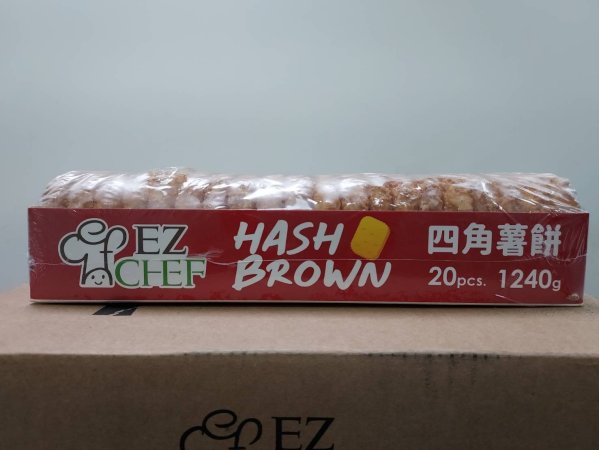 EZ
CHEF
HASH
BROWN
四角薯餅
20pcs. 1240g
EZ